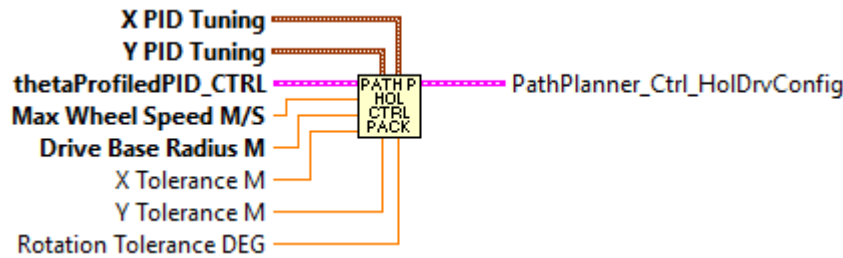 X PID Tuning
Y PID Tuning
thetaProfiledPID_CTRL
Max Wheel Speed M/S
Drive Base Radius M
X Tolerance M
Y Tolerance M
Rotation Tolerance DEG
PATH P
HOL
CTRL
PACK
PathPlanner_Ctrl_HolDrvConfig